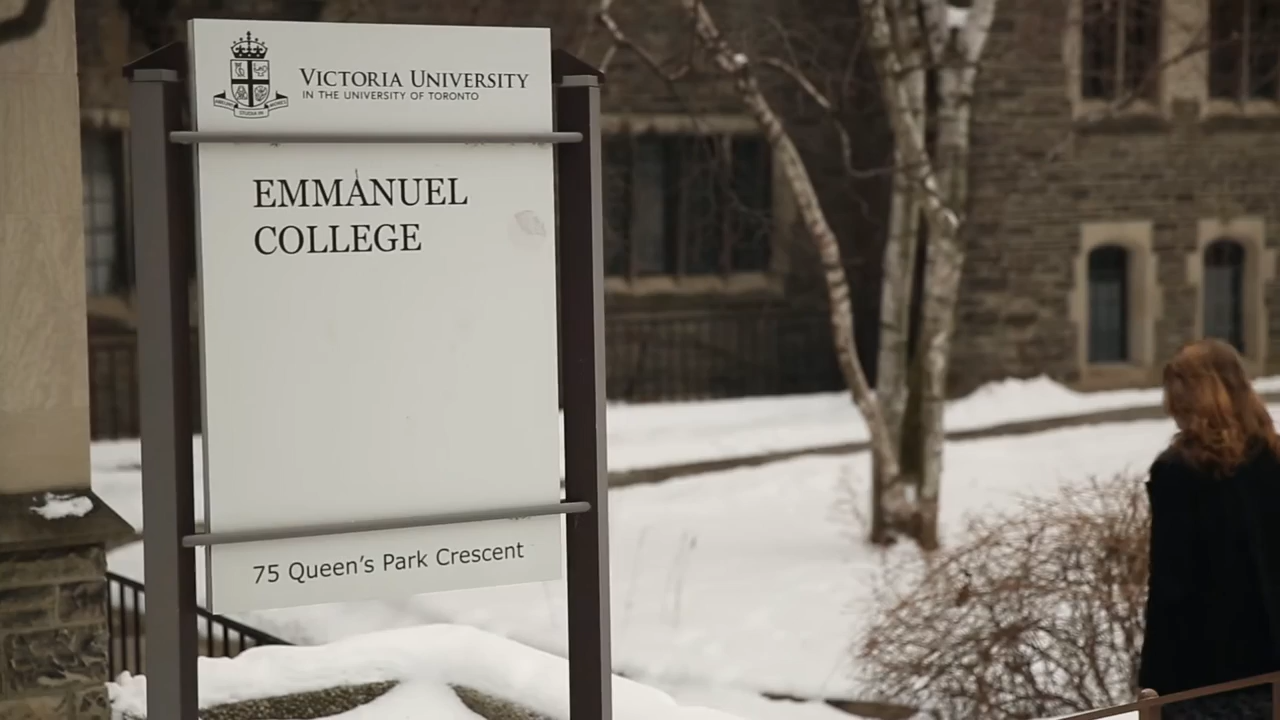 VICTORIA UNIVERSITY
IN THE UNIVERSITY OF TORONTO
EMMANUEL
COLLEGE
75 Queen's Park Crescent